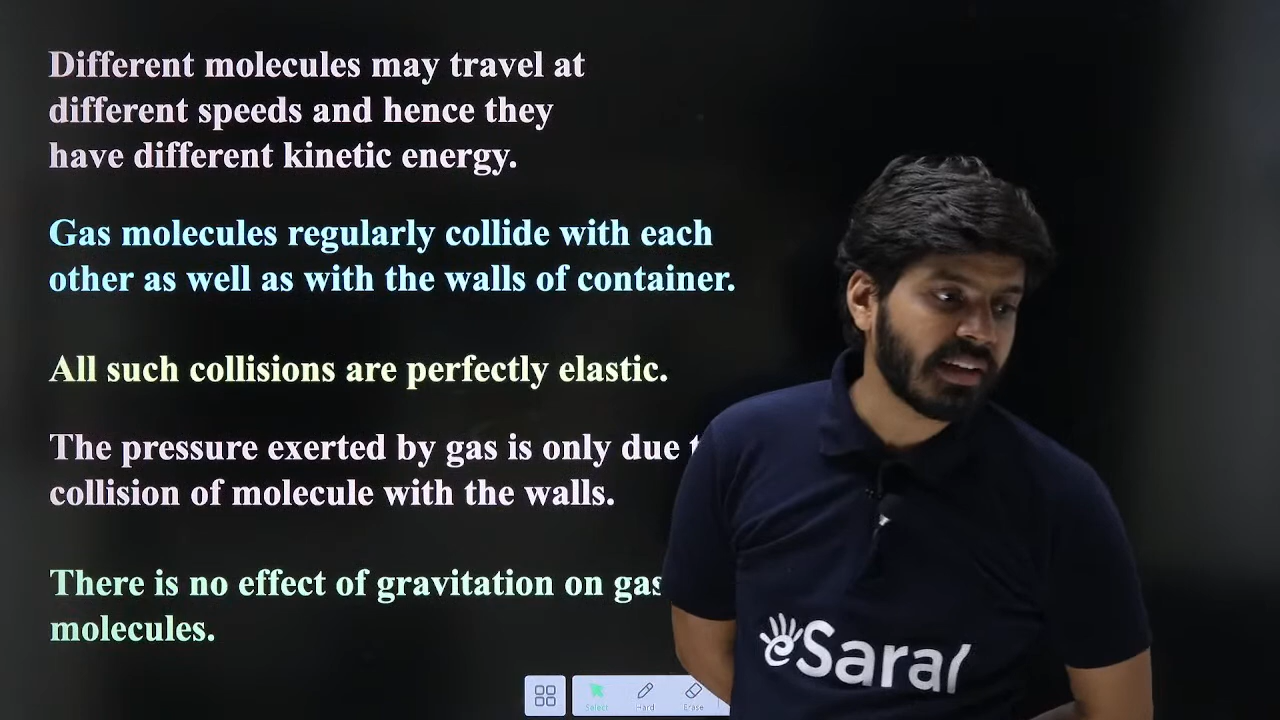 Different molecules may travel at
different speeds and hence they
have different kinetic energy.
Gas molecules regularly collide with each
other as well as with the walls of container.
All such collisions are perfectly elastic.
The pressure exerted by gas is only due
collision of molecule with the walls.
There is no effect of gravitation on gas
molecules.
eSaral
Select Hard Erase